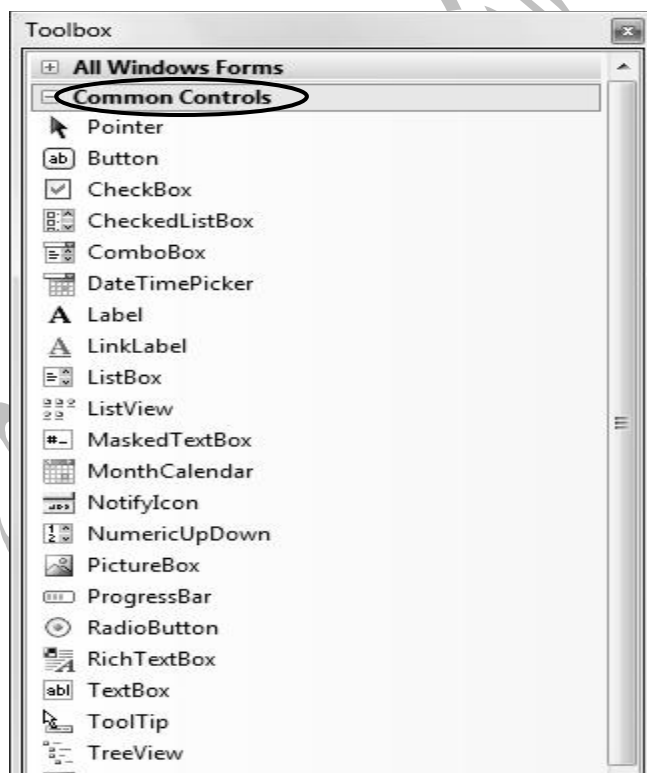 Toolbox
All Windows Forms
Common Controls
Pointer
Button
CheckBox
CheckedListBox
ComboBox
DateTimePicker
Label
LinkLabel
ListBox
ListView
MaskedTextBox
MonthCalendar
NotifyIcon
NumericUpDown
PictureBox
ProgressBar
RadioButton
RichTextBox
TextBox
ToolTip
TreeView